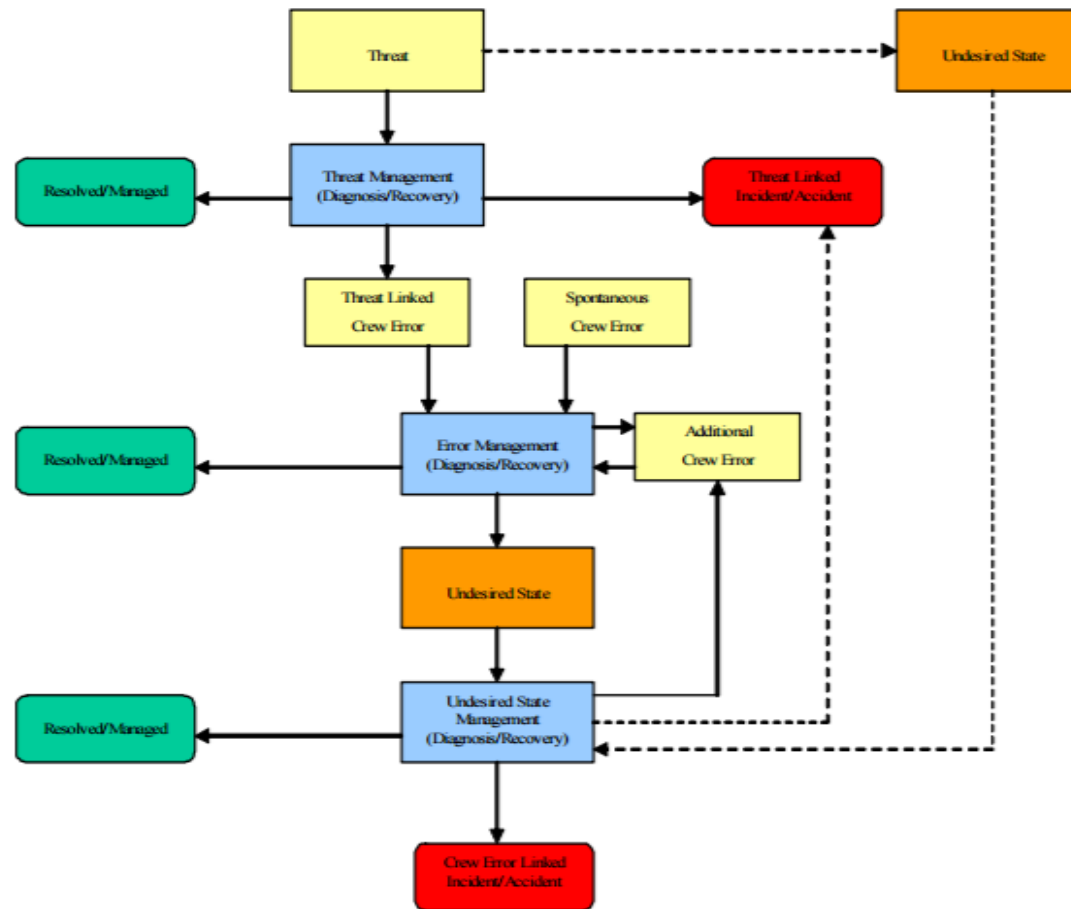 Threat
Undesired State
Resolved/Managed
Threat Management
(Diagnosis/Recovery)
Threat Linked
Incident/Accident
Threat Linked
Crew Error
Spontaneous
Crew Error
Resolved/Managed
Error Management
(Diagnosis/Recovery)
Additional
Crew Error
Undesired State
Resolved/Managed
Undesired State
Management
(Diagnosis/Recovery)
Crew Error Linked
Incident/Accident